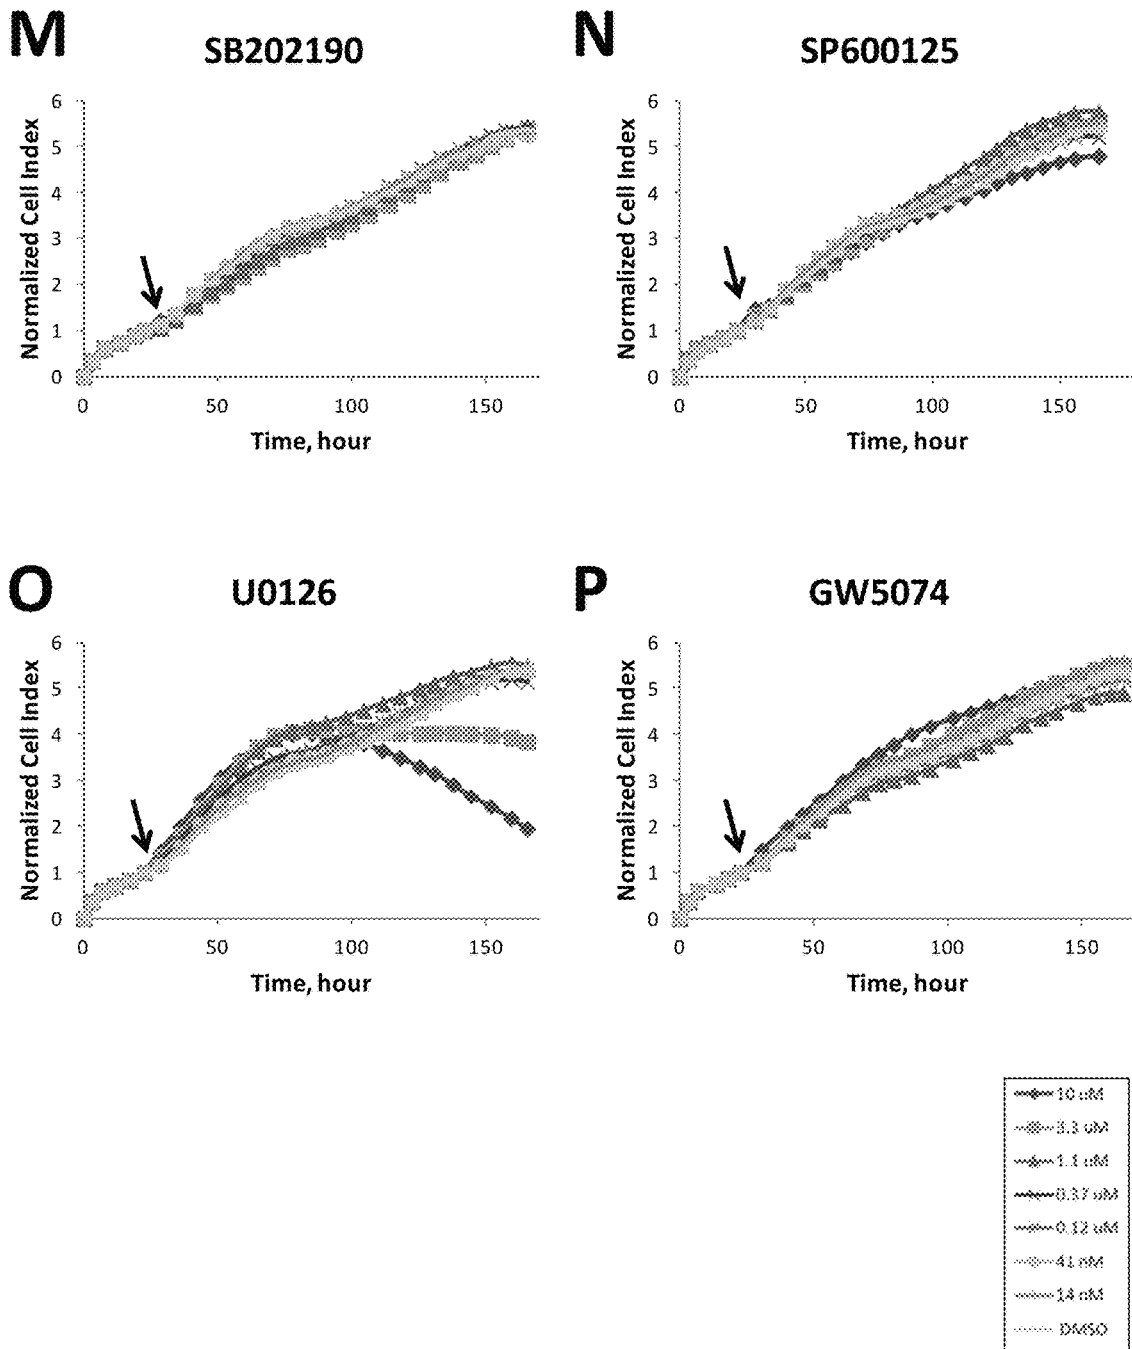 M
SB202190
Normalized Cell Index
6
5
4
3
2
1
0
0 50 100 150
Time, hour
N
SP600125
Normalized Cell Index
6
5
4
3
2
1
0
0 50 100 150
Time, hour
O
U0126
Normalized Cell Index
6
5
4
3
2
1
0
0 50 100 150
Time, hour
P
GW5074
Normalized Cell Index
6
5
4
3
2
1
0
0 50 100 150
Time, hour
10 uM
3.3 uM
1.1 uM
0.37 uM
0.12 uM
41 nM
14 nM
DMSO